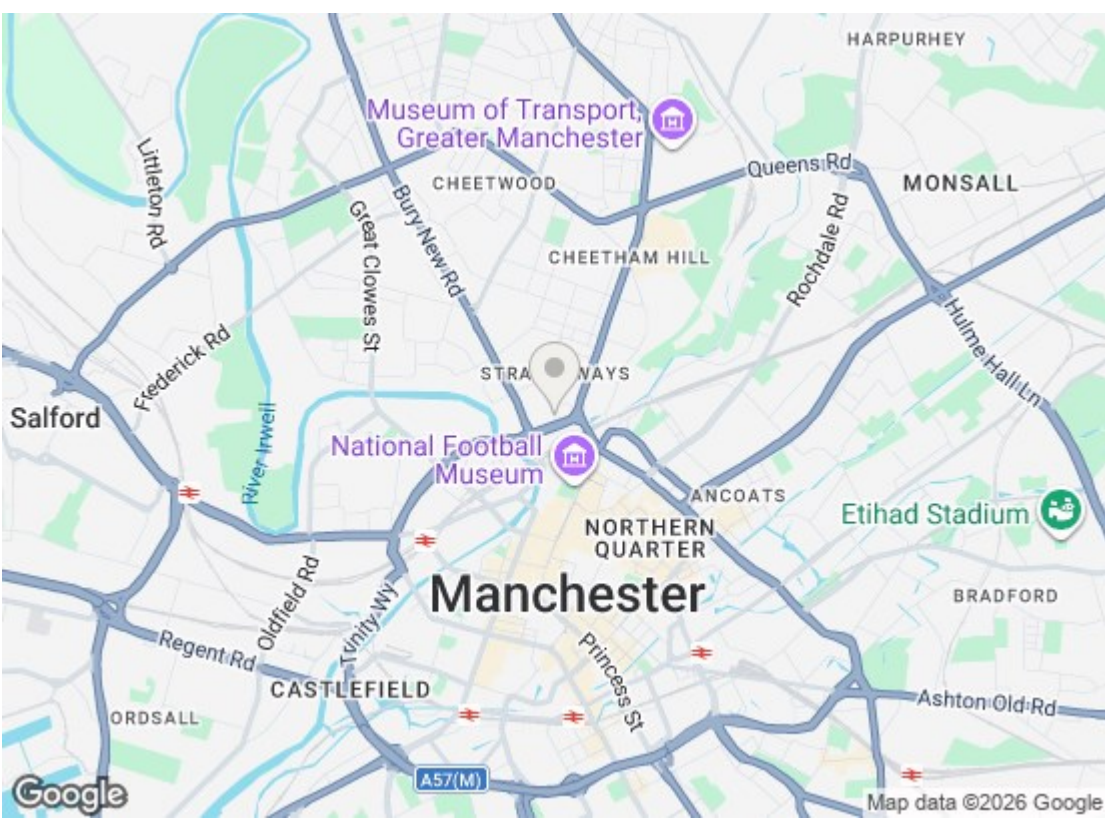 HARPURHEY
Museum of Transport,
Greater Manchester
Littleton Rd
Queens Rd
CHEETWOOD
MONSALL
Bury New Rd
Great Clowes St
Rochdale Rd
CHEETHAM HILL
Hulme Hall Ln
Frederick Rd
STRA WAYS
Salford
River Irwell
National Football
Museum
ANCOATS
Etihad Stadium
NORTHERN
QUARTER
Oldfield Rd
Manchester
BRADFORD
Trinity Wy
Regent Rd
Princess St
CASTLEFIELD
Ashton Old Rd
ORDSALL
A57(M)
Google
Map data ©2026 Google